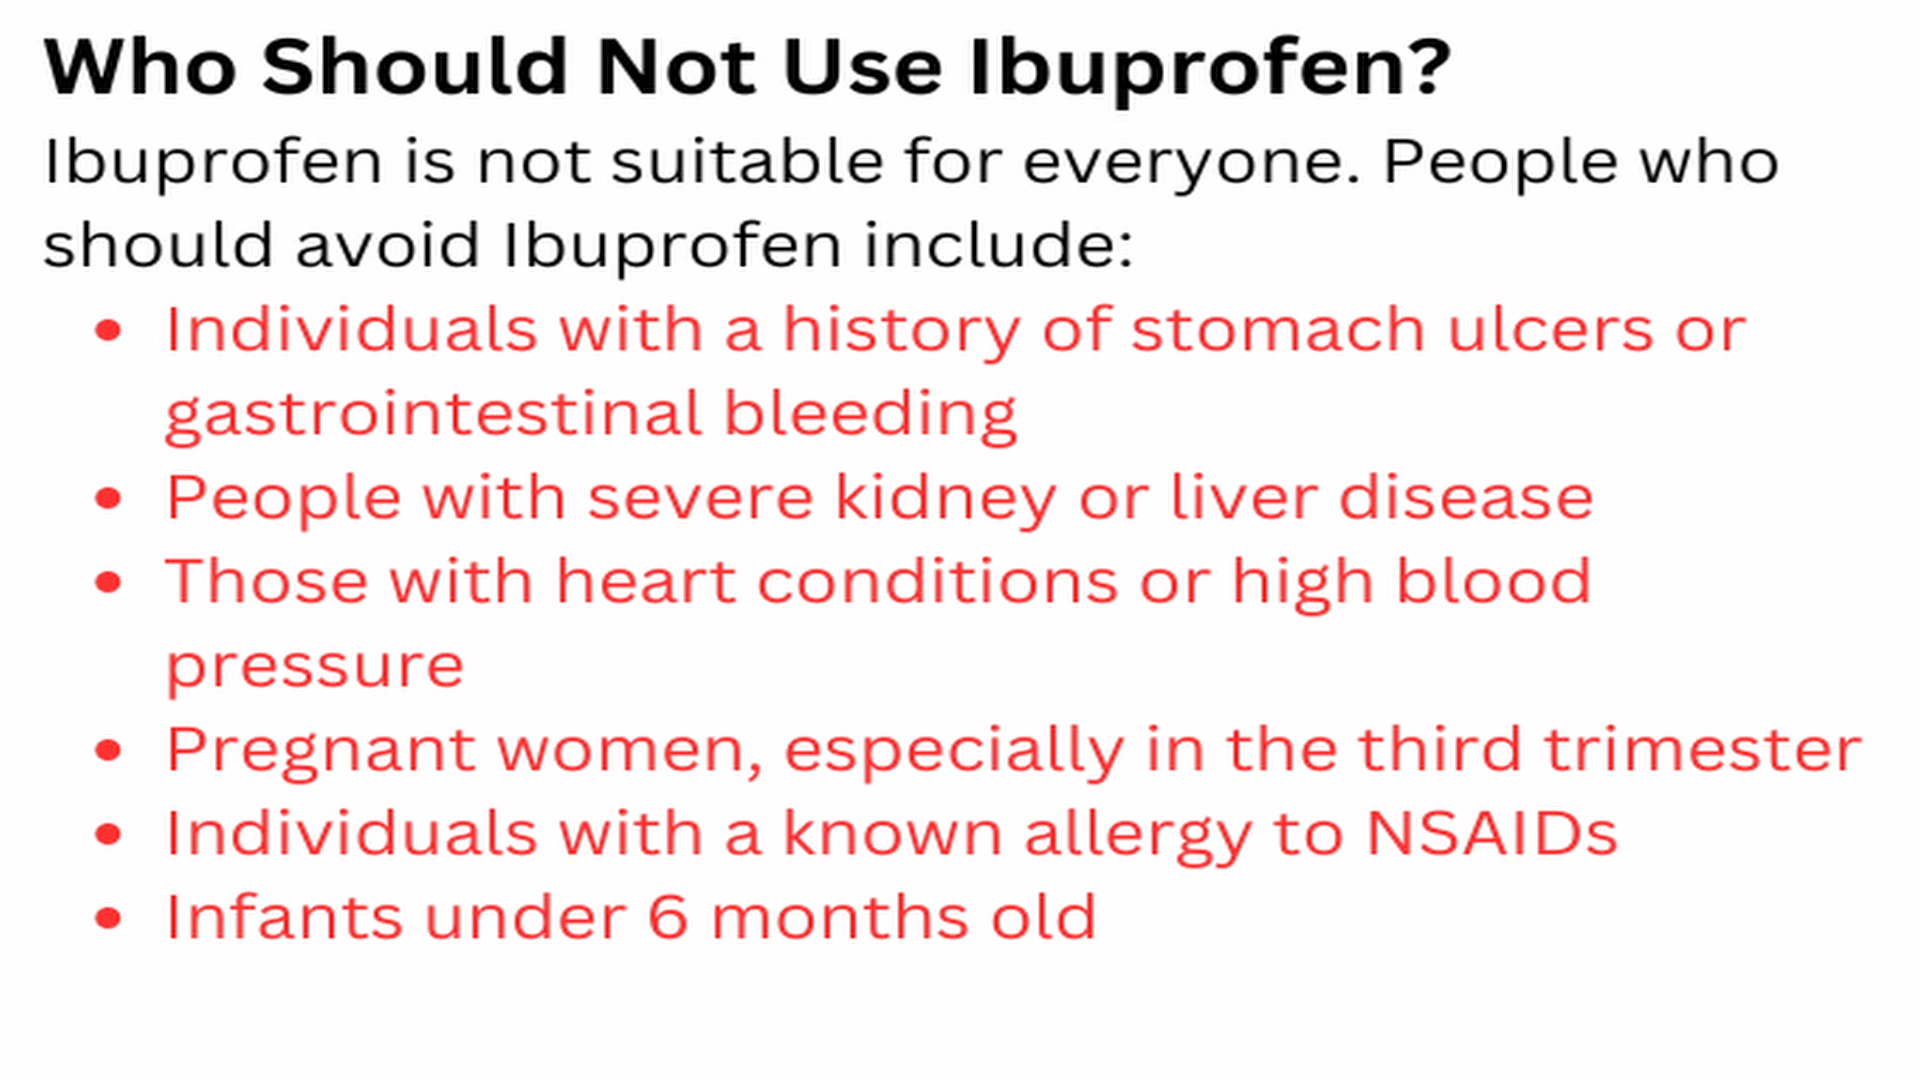 Who Should Not Use Ibuprofen?
Ibuprofen is not suitable for everyone. People who
should avoid Ibuprofen include:
• Individuals with a history of stomach ulcers or
gastrointestinal bleeding
• People with severe kidney or liver disease
• Those with heart conditions or high blood
pressure
• Pregnant women, especially in the third trimester
• Individuals with a known allergy to NSAIDs
• Infants under 6 months old